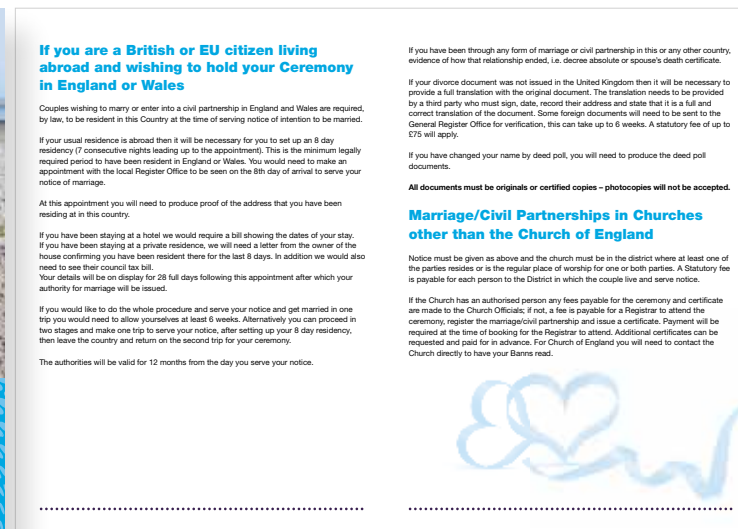 If you are a British or EU citizen living
abroad and wishing to hold your Ceremony
in England or Wales
Couples wishing to marry or enter into a civil partnership in England and Wales are required,
by law, to be resident in this Country at the time of serving notice of intention to be married.
If your usual residence is abroad then it will be necessary for you to set up an 8 day
residency (7 consecutive nights leading up to the appointment). This is the minimum legally
required period to have been resident in England or Wales. You would need to make an
appointment with the local Register Office to be seen on the 8th day of arrival to serve your
notice of marriage.
At this appointment you will need to produce proof of the address that you have been
residing at in this country.
If you have been staying at a hotel we would require a bill showing the dates of your stay.
If you have been staying at a private residence, we will need a letter from the owner of the
house confirming you have been resident there for the last 8 days. In addition we would also
need to see their council tax bill.
Your details will be on display for 28 full days following this appointment after which your
authority for marriage will be issued.
If you would like to do the whole procedure and serve your notice and get married in one
trip you would need to allow yourselves at least 6 weeks. Alternatively you can proceed in
two stages and make one trip to serve your notice, after setting up your 8 day residency,
then leave the country and return on the second trip for your ceremony.
The authorities will be valid for 12 months from the day you serve your notice.
If you have been through any form of marriage or civil partnership in this or any other country,
evidence of how that relationship ended, i.e. decree absolute or spouse's death certificate.
If your divorce document was not issued in the United Kingdom then it will be necessary to
provide a full translation with the original document. The translation needs to be provided
by a third party who must sign, date, record their address and state that it is a full and
correct translation of the document. Some foreign documents will need to be sent to the
General Register Office for verification, this can take up to 6 weeks. A statutory fee of up to
£75 will apply.
If you have changed your name by deed poll, you will need to produce the deed poll
documents.
All documents must be originals or certified copies – photocopies will not be accepted.
Marriage/Civil Partnerships in Churches
other than the Church of England
Notice must be given as above and the church must be in the district where at least one of
the parties resides or is the regular place of worship for one or both parties. A Statutory fee
is payable for each person to the District in which the couple live and serve notice.
If the Church has an authorised person any fees payable for the ceremony and certificate
are made to the Church Officials; if not, a fee is payable for a Registrar to attend the
ceremony, register the marriage/civil partnership and issue a certificate. Payment will be
required at the time of booking for the Registrar to attend. Additional certificates can be
requested and paid for in advance. For Church of England you will need to contact the
Church directly to have your Banns read.